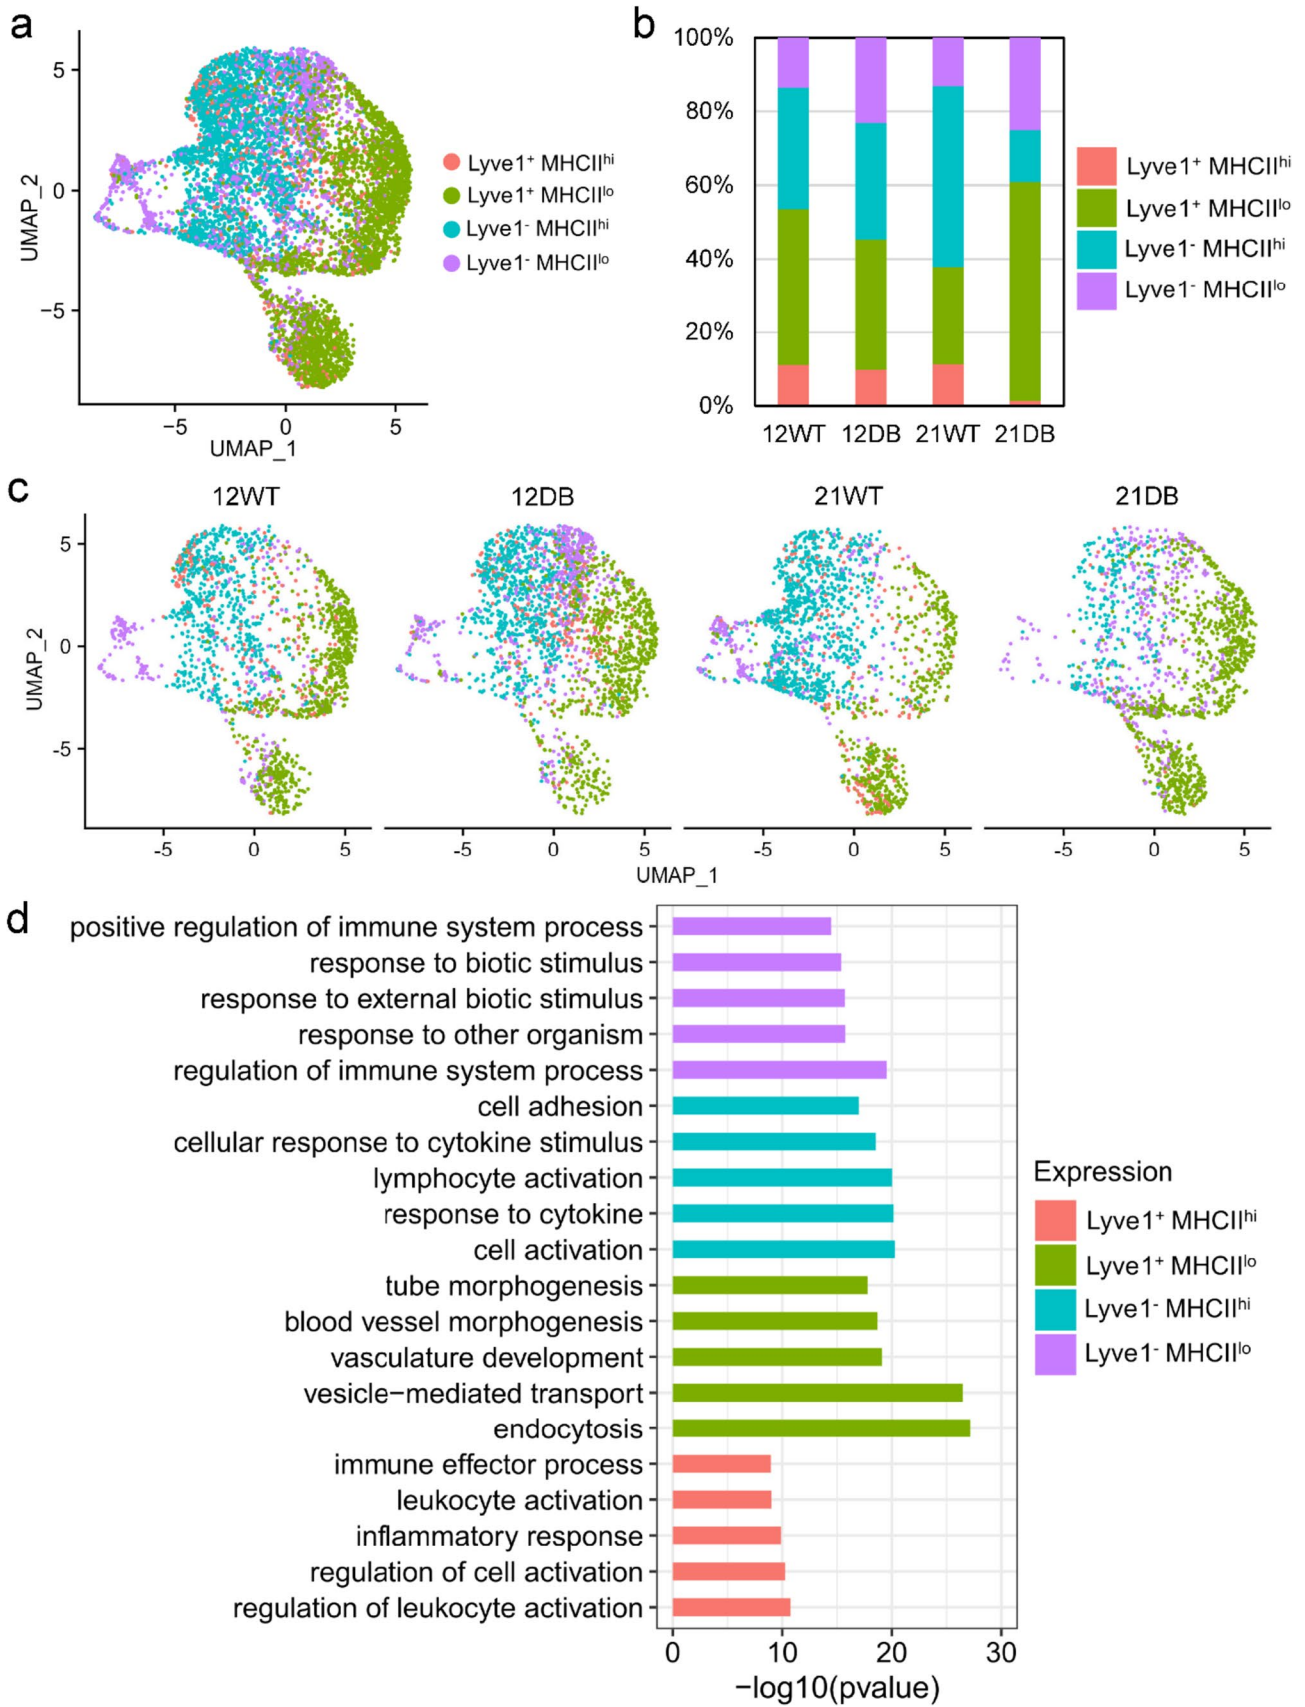 a
5
0
−5
UMAP_2
−5 0 5
UMAP_1
Lyve1⁺ MHCIIʰⁱ
Lyve1⁺ MHCIIˡᵒ
Lyve1⁻ MHCIIʰⁱ
Lyve1⁻ MHCIIˡᵒ
b
100%
80%
60%
40%
20%
0%
12WT 12DB 21WT 21DB
Lyve1⁺ MHCIIʰⁱ
Lyve1⁺ MHCIIˡᵒ
Lyve1⁻ MHCIIʰⁱ
Lyve1⁻ MHCIIˡᵒ
c
12WT 12DB 21WT 21DB
5
0
-5
UMAP_2
-5 0 5 -5 0 5 -5 0 5 -5 0 5
UMAP_1
d
positive regulation of immune system process
response to biotic stimulus
response to external biotic stimulus
response to other organism
regulation of immune system process
cell adhesion
cellular response to cytokine stimulus
lymphocyte activation
response to cytokine
cell activation
tube morphogenesis
blood vessel morphogenesis
vasculature development
vesicle−mediated transport
endocytosis
immune effector process
leukocyte activation
inflammatory response
regulation of cell activation
regulation of leukocyte activation
0 10 20 30
−log10(pvalue)
Expression
Lyve1⁺ MHCIIʰⁱ
Lyve1⁺ MHCIIˡᵒ
Lyve1⁻ MHCIIʰⁱ
Lyve1⁻ MHCIIˡᵒ